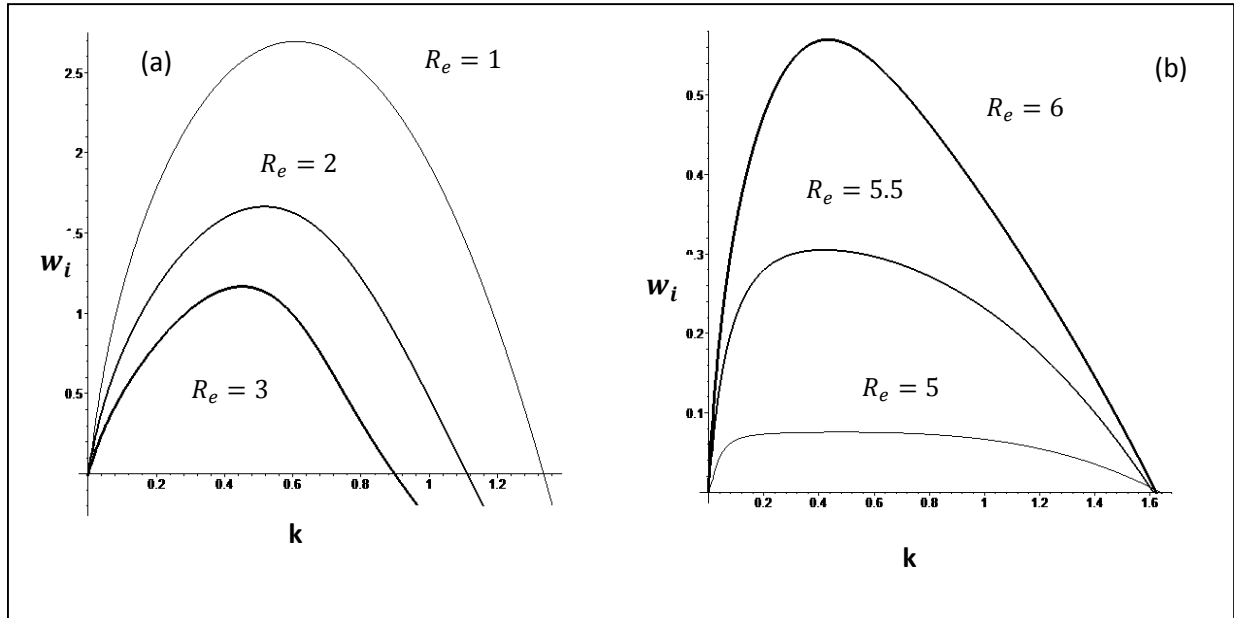 (a)
R_e = 1
R_e = 2
R_e = 3
w_i
2.5
2
.5
1
0.5
0.2 0.4 0.6 0.8 1 1.2
k
(b)
R_e = 6
R_e = 5.5
R_e = 5
w_i
0.5
0.4
0.3
0.2
0.1
0.2 0.4 0.6 0.8 1 1.2 1.4 1.6
k